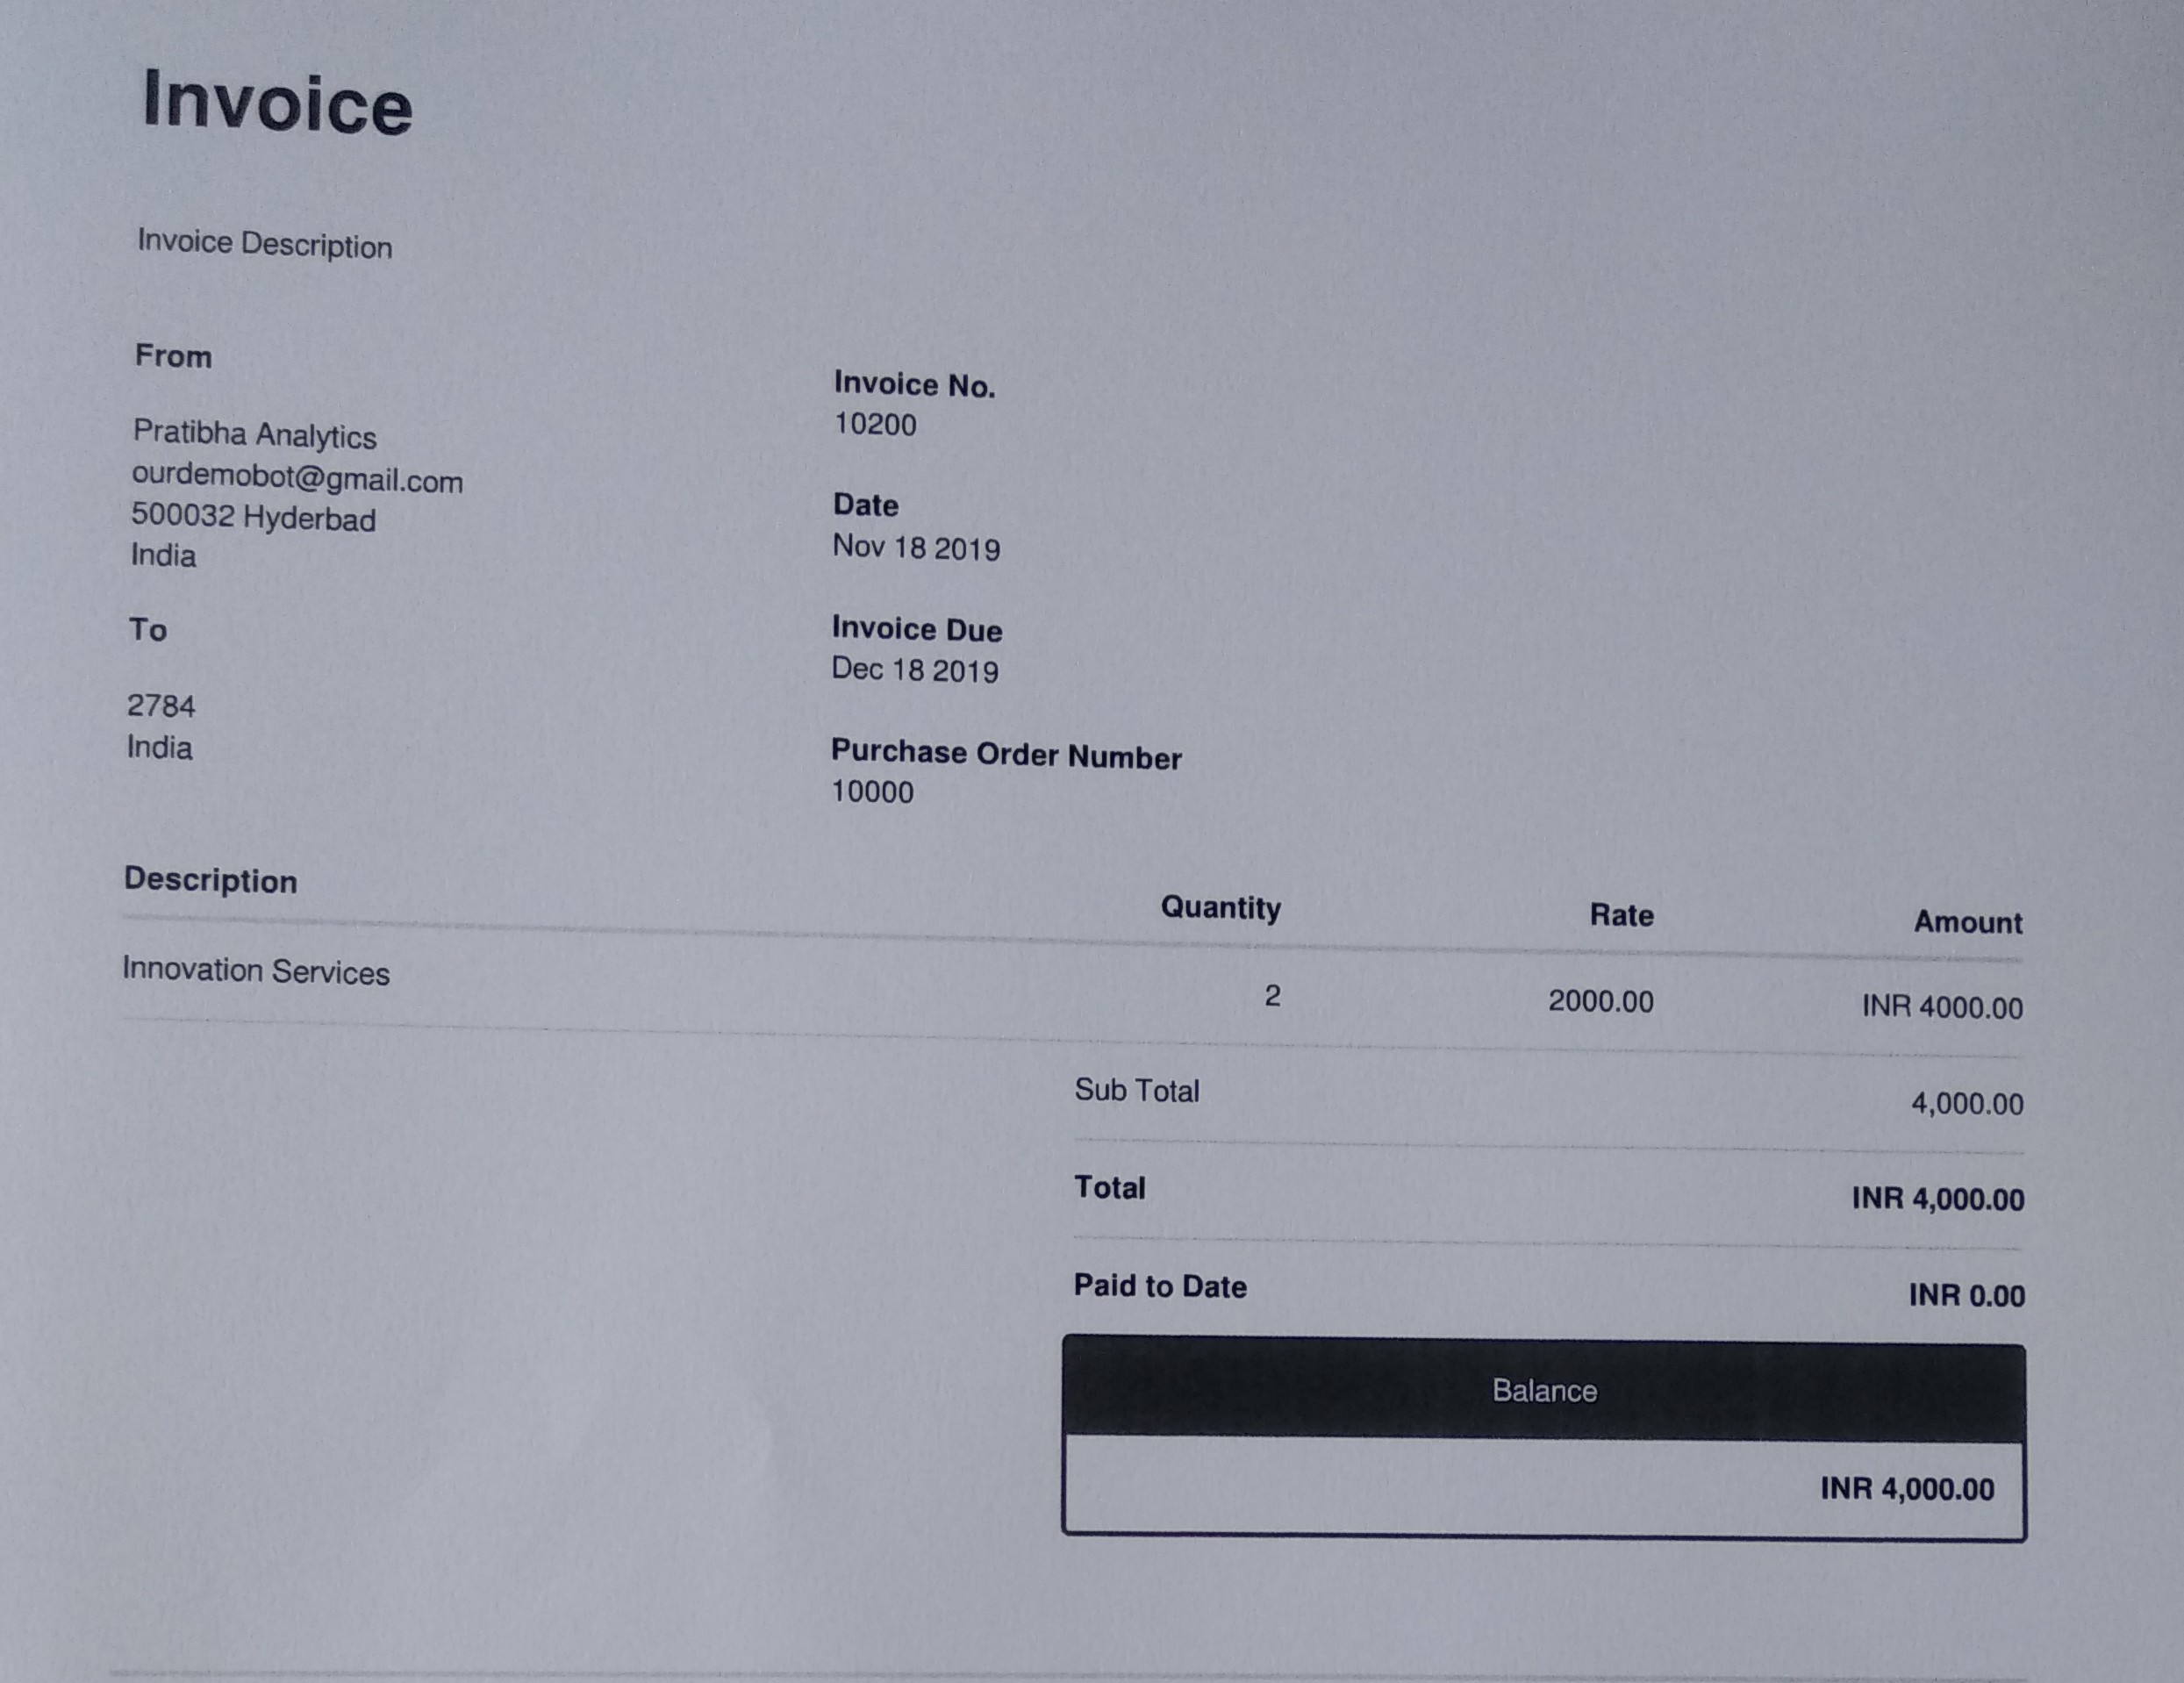 Invoice
Invoice Description
From
Pratibha Analytics
ourdemobot@gmail.com
500032 Hyderbad
India
To
2784
India
Invoice No.
10200
Date
Nov 18 2019
Invoice Due
Dec 18 2019
Purchase Order Number
10000
Description Quantity Rate Amount
Innovation Services 2 2000.00 INR 4000.00
Sub Total 4,000.00
Total INR 4,000.00
Paid to Date INR 0.00
Balance
INR 4,000.00